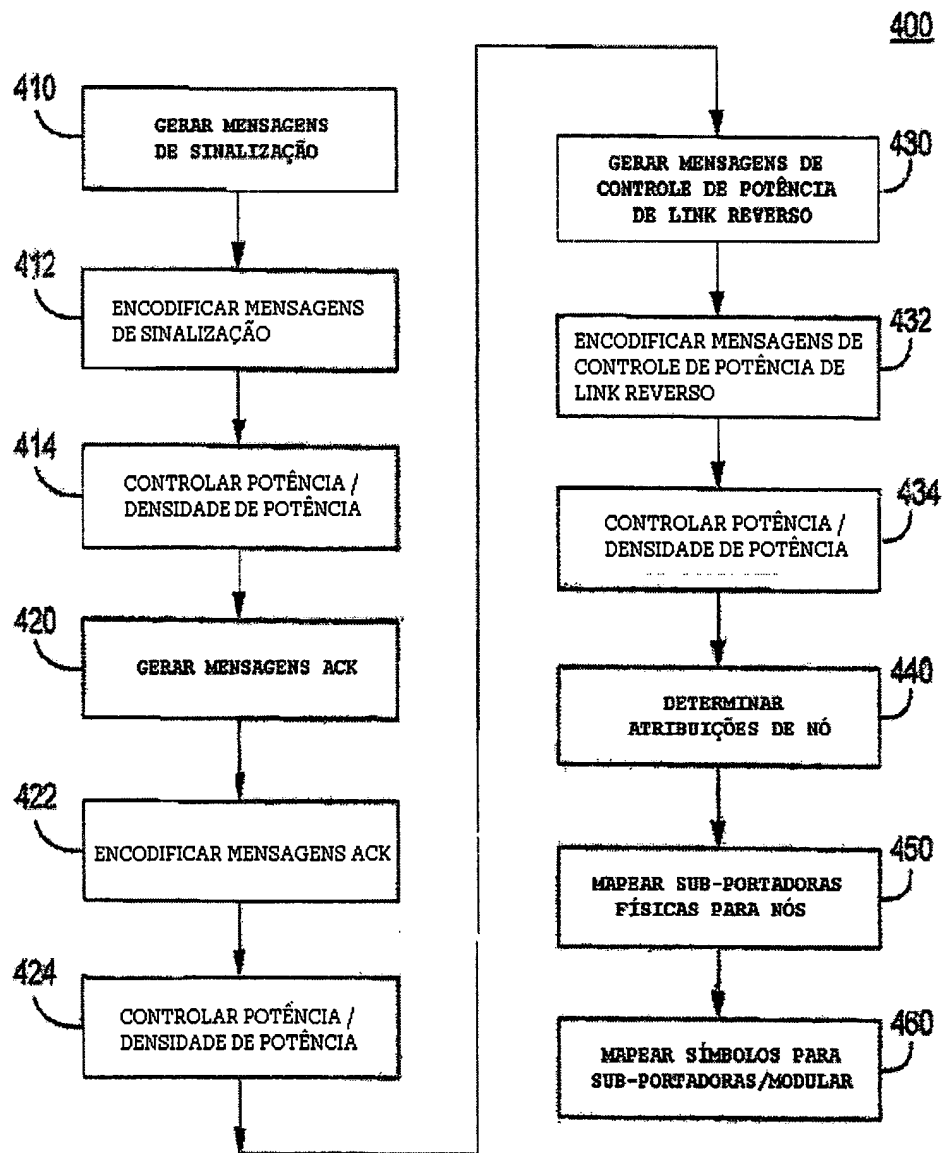 400
410
GERAR MENSAGENS
DE SINALIZAÇÃO
412
ENCODIFICAR MENSAGENS
DE SINALIZAÇÃO
414
CONTROLAR POTÊNCIA /
DENSIDADE DE POTÊNCIA
420
GERAR MENSAGENS ACK
422
ENCODIFICAR MENSAGENS ACK
424
CONTROLAR POTÊNCIA /
DENSIDADE DE POTÊNCIA
430
GERAR MENSAGENS DE
CONTROLE DE POTÊNCIA
DE LINK REVERSO
432
ENCODIFICAR MENSAGENS DE
CONTROLE DE POTÊNCIA DE
LINK REVERSO
434
CONTROLAR POTÊNCIA /
DENSIDADE DE POTÊNCIA
440
DETERMINAR
ATRIBUIÇÕES DE NÓ
450
MAPEAR SUB-PORTADORAS
FÍSICAS PARA NÓS
460
MAPEAR SÍMBOLOS PARA
SUB-PORTADORAS/MODULAR